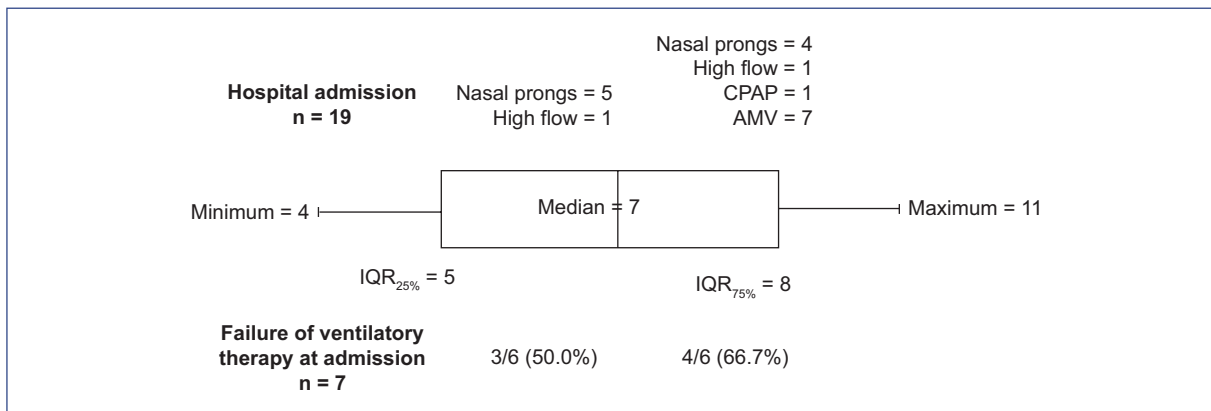 Hospital admission
n = 19
Nasal prongs = 5
High flow = 1
Nasal prongs = 4
High flow = 1
CPAP = 1
AMV = 7
Minimum = 4
Median = 7
Maximum = 11
IQR25% = 5
IQR75% = 8
Failure of ventilatory
therapy at admission
n = 7
3/6 (50.0%)
4/6 (66.7%)